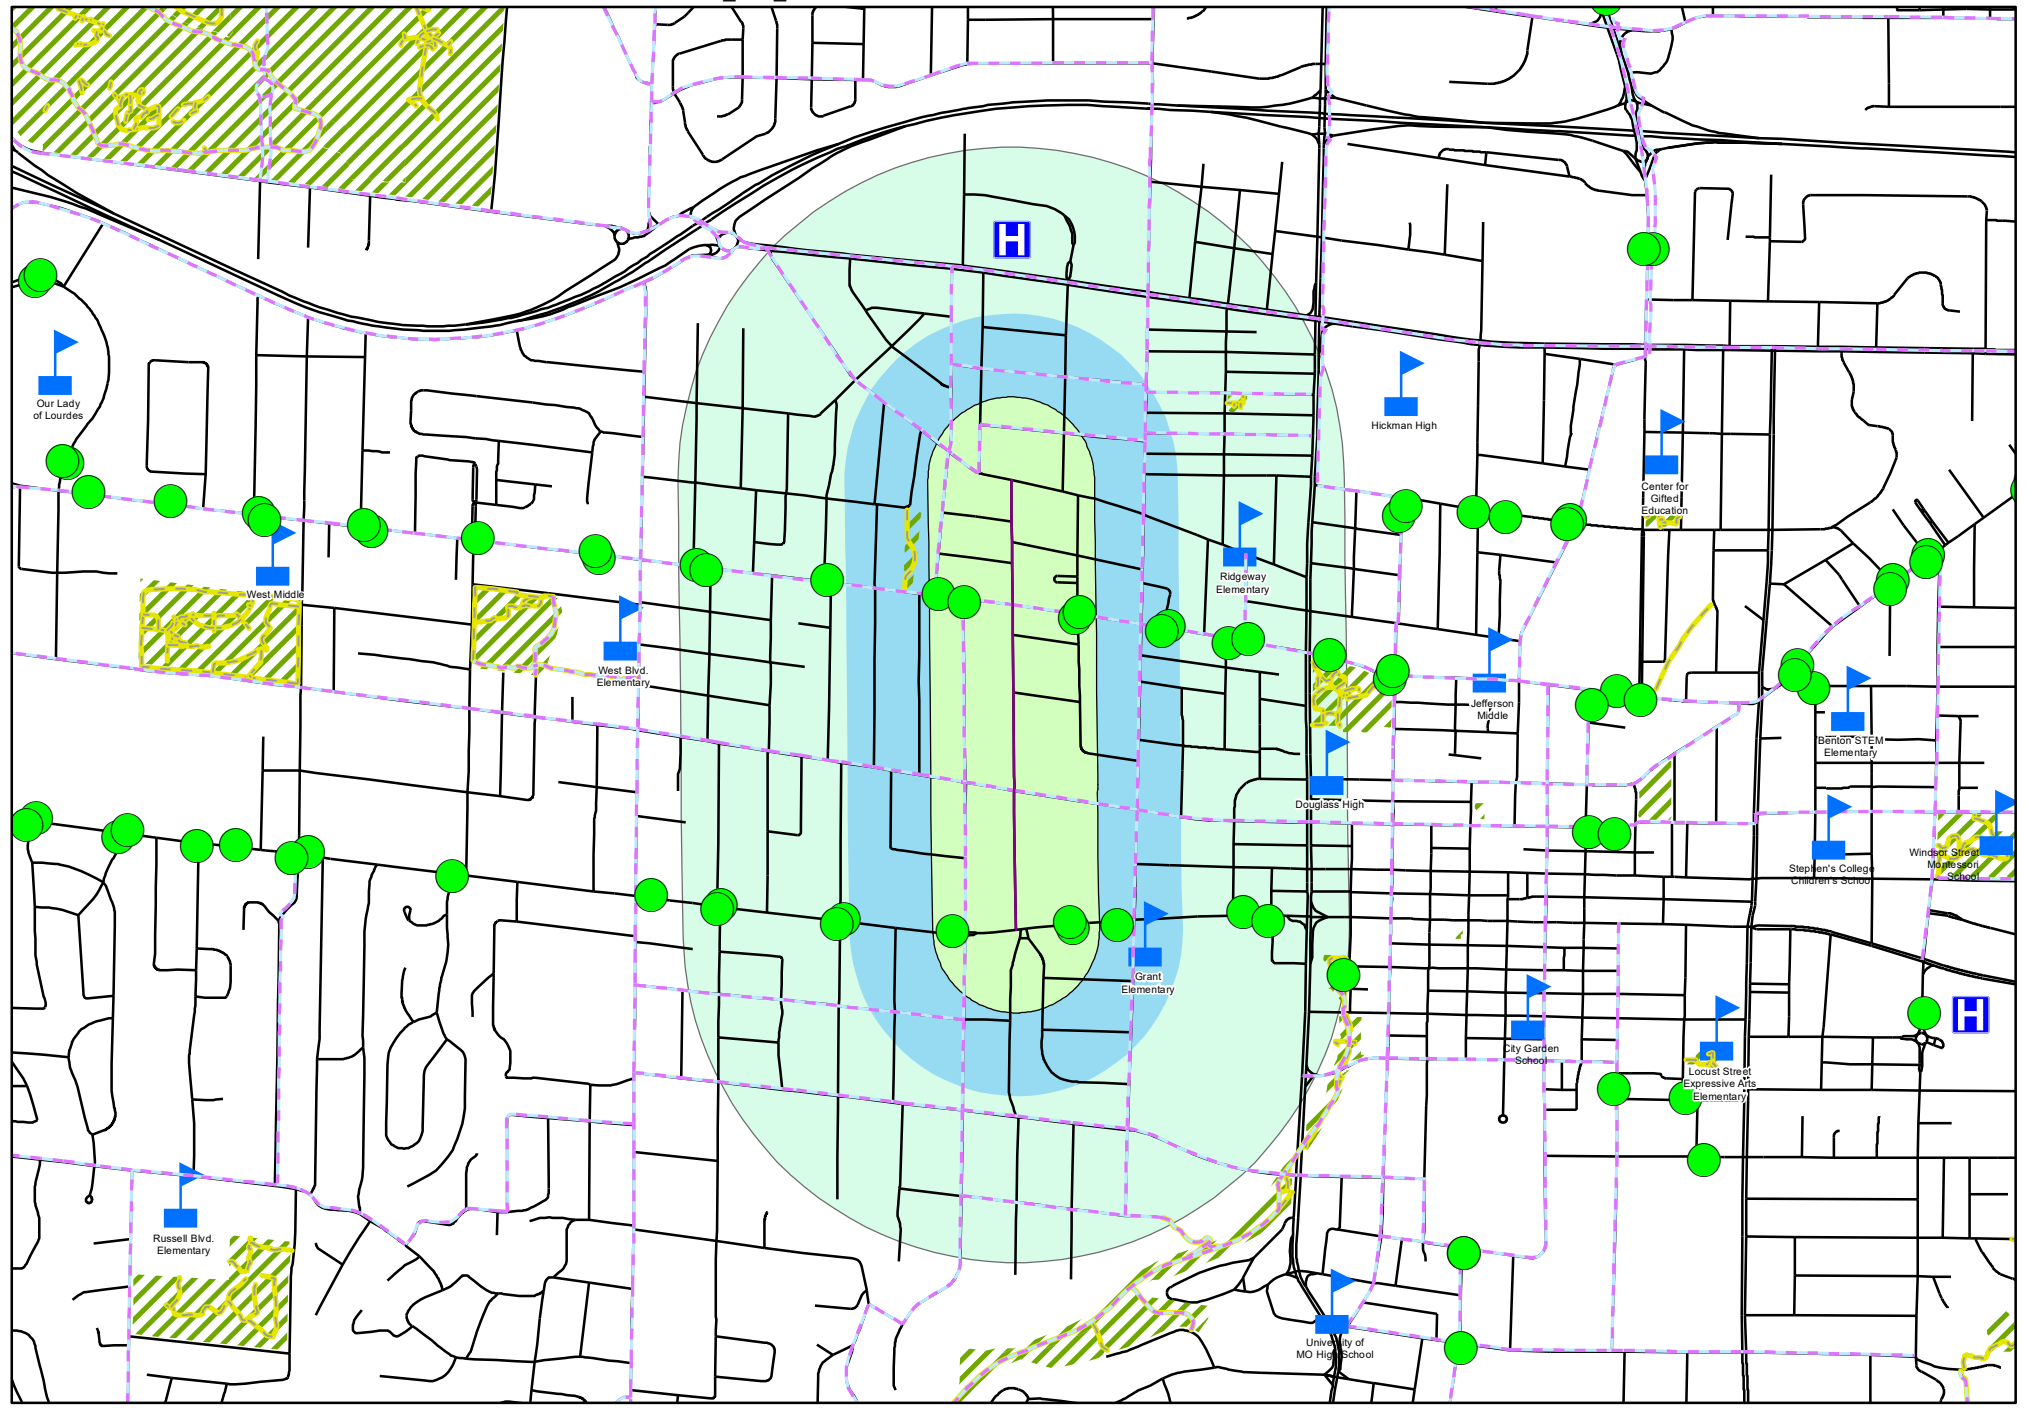 H
Our Lady
of Lourdes
Hickman High
Center for
Gifted
Education
Ridgeway
Elementary
West Middle
West Blvd.
Elementary
Jefferson
Middle
Benton STEM
Elementary
Douglass High
Stephen's College
Children's School
Windsor Street
Montessori
School
Grant
Elementary
H
City Garden
School
Locust Street
Expressive Arts
Elementary
Russell Blvd.
Elementary
University of
MO High School